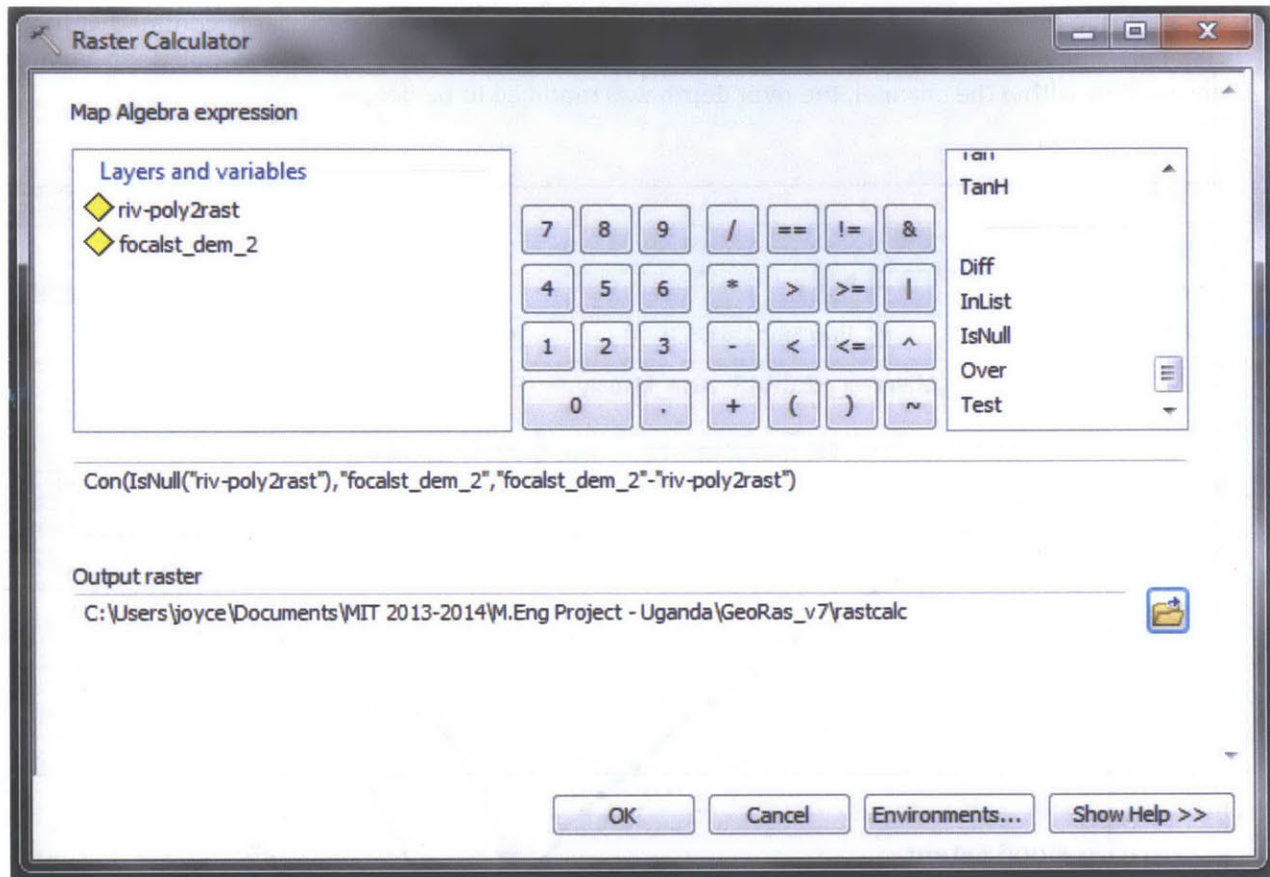 Raster Calculator
X
Map Algebra expression
Layers and variables
riv-poly2rast
focalst_dem_2
7 8 9 / == != &
4 5 6 * > >= |
1 2 3 - < <= ^
0 . + ( ) ~
Tan
TanH
Diff
InList
IsNull
Over
Test
Con(IsNull("riv-poly2rast"),"focalst_dem_2","focalst_dem_2"-"riv-poly2rast")
Output raster
C:\Users\joyce\Documents\MIT 2013-2014\M.Eng Project - Uganda\GeoRas_v7\rastcalc
OK Cancel Environments... Show Help >>